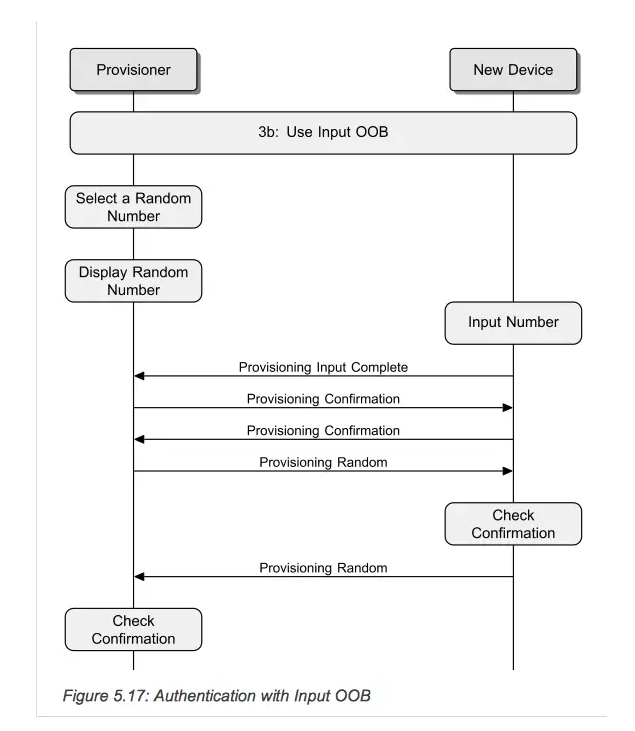 Provisioner
New Device
3b: Use Input OOB
Select a Random
Number
Display Random
Number
Input Number
Provisioning Input Complete
Provisioning Confirmation
Provisioning Confirmation
Provisioning Random
Check
Confirmation
Provisioning Random
Check
Confirmation
Figure 5.17: Authentication with Input OOB